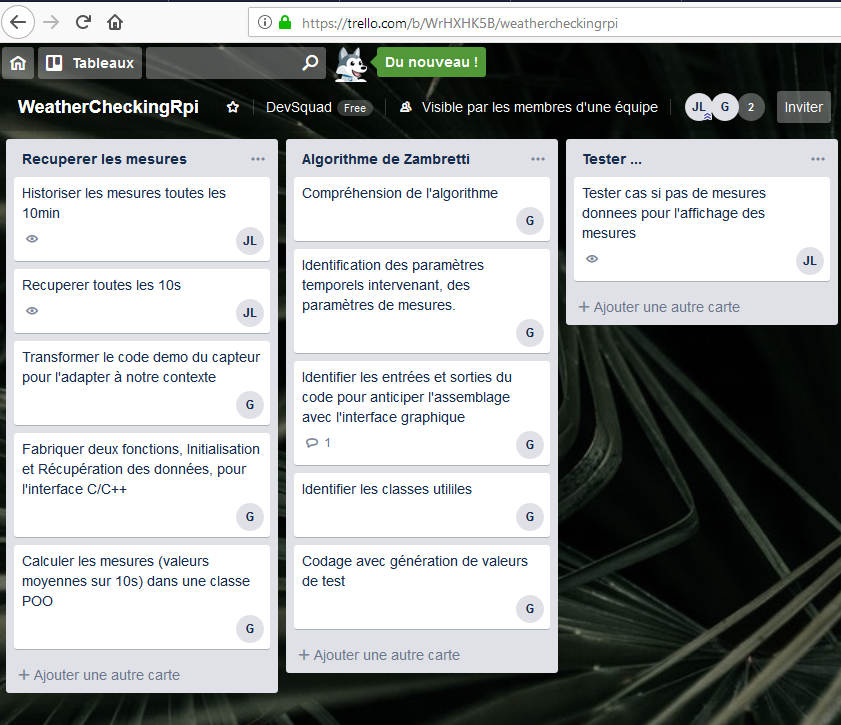 https://trello.com/b/WrHXHK5B/weathercheckingrpi
Tableaux
Du nouveau !
WeatherCheckingRpi
DevSquad
Free
Visible par les membres d'une équipe
JL
G
2
Inviter
Recuperer les mesures
Historiser les mesures toutes les
10min
JL
Recuperer toutes les 10s
JL
Transformer le code demo du capteur
pour l'adapter à notre contexte
G
Fabriquer deux fonctions, Initialisation
et Récupération des données, pour
l'interface C/C++
G
Calculer les mesures (valeurs
moyennes sur 10s) dans une classe
POO
G
+ Ajouter une autre carte
Algorithme de Zambretti
Compréhension de l'algorithme
G
Identification des paramètres
temporels intervenant, des
paramètres de mesures.
G
Identifier les entrées et sorties du
code pour anticiper l'assemblage
avec l'interface graphique
1
G
Identifier les classes utililes
G
Codage avec génération de valeurs
de test
G
+ Ajouter une autre carte
Tester ...
Tester cas si pas de mesures
donnees pour l'affichage des
mesures
JL
+ Ajouter une autre carte